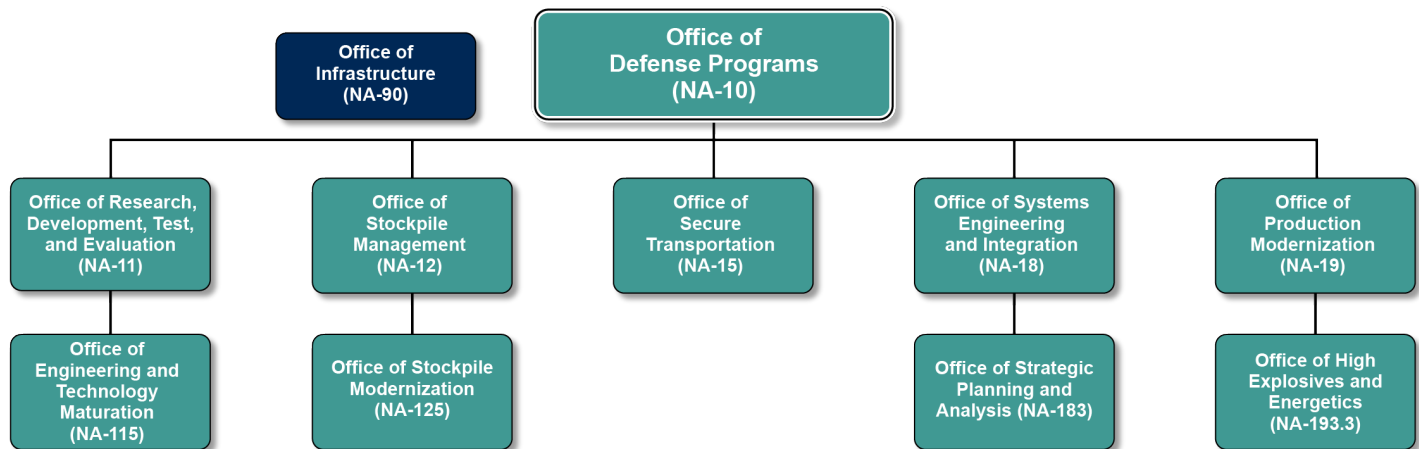 Office of
Infrastructure
(NA-90)
Office of
Defense Programs
(NA-10)
Office of Research,
Development, Test,
and Evaluation
(NA-11)
Office of
Stockpile
Management
(NA-12)
Office of
Secure
Transportation
(NA-15)
Office of Systems
Engineering
and Integration
(NA-18)
Office of
Production
Modernization
(NA-19)
Office of
Engineering and
Technology
Maturation
(NA-115)
Office of Stockpile
Modernization
(NA-125)
Office of Strategic
Planning and
Analysis (NA-183)
Office of High
Explosives and
Energetics
(NA-193.3)